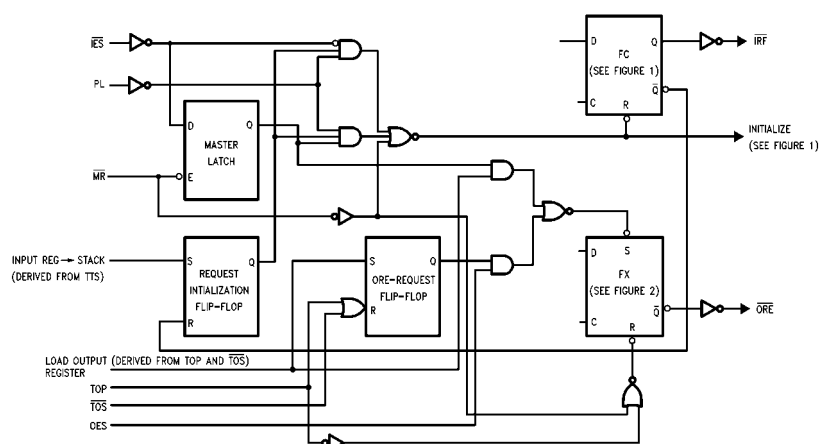 IES
PL
MR
D
Q
MASTER
LATCH
E
INPUT REG→STACK
(DERIVED FROM TTS)
S
Q
REQUEST
INTIALIZATION
FLIP-FLOP
R
S
Q
ORE-REQUEST
FLIP-FLOP
R
LOAD OUTPUT (DERIVED FROM TOP AND TOS)
REGISTER
TOP
TOS
OES
D
Q
FC
(SEE FIGURE 1)
Q
C
R
IRF
INITIALIZE
(SEE FIGURE 1)
D
S
FX
(SEE FIGURE 2)
Q
C
R
ORE